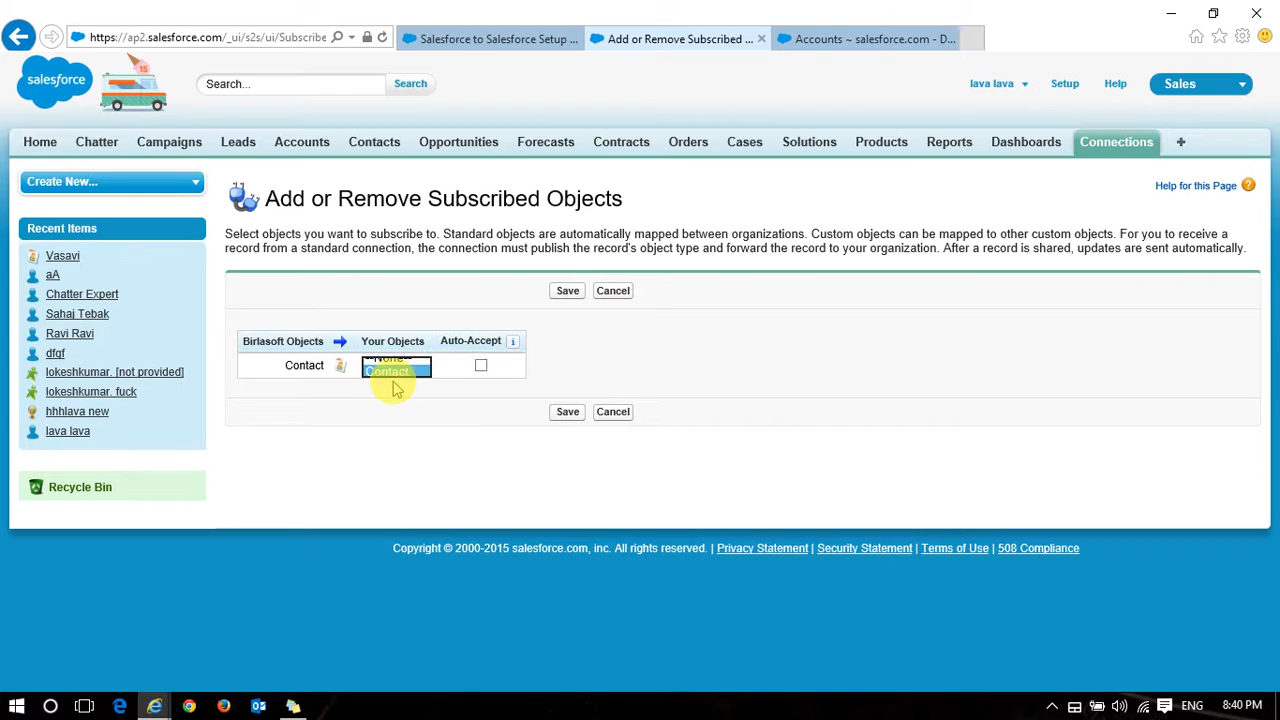 https://ap2.salesforce.com/_ui/s2s/ui/Subscribe
Salesforce to Salesforce Setup ...
Add or Remove Subscribed ...
Accounts ~ salesforce.com - D...
salesforce
15
Search...
Search
lava lava
Setup
Help
Sales
Home
Chatter
Campaigns
Leads
Accounts
Contacts
Opportunities
Forecasts
Contracts
Orders
Cases
Solutions
Products
Reports
Dashboards
Connections
+
Create New...
Recent Items
Vasavi
aA
Chatter Expert
Sahaj Tebak
Ravi Ravi
dfgf
lokeshkumar, [not provided]
lokeshkumar, fuck
hhhlava new
lava lava
Recycle Bin
Add or Remove Subscribed Objects
Help for this Page
Select objects you want to subscribe to. Standard objects are automatically mapped between organizations. Custom objects can be mapped to other custom objects. For you to receive a
record from a standard connection, the connection must publish the record's object type and forward the record to your organization. After a record is shared, updates are sent automatically.
Save Cancel
Birlasoft Objects Your Objects Auto-Accept i
--None--
Contact Contact
Save Cancel
Copyright © 2000-2015 salesforce.com, inc. All rights reserved. | Privacy Statement | Security Statement | Terms of Use | 508 Compliance
ENG 8:40 PM